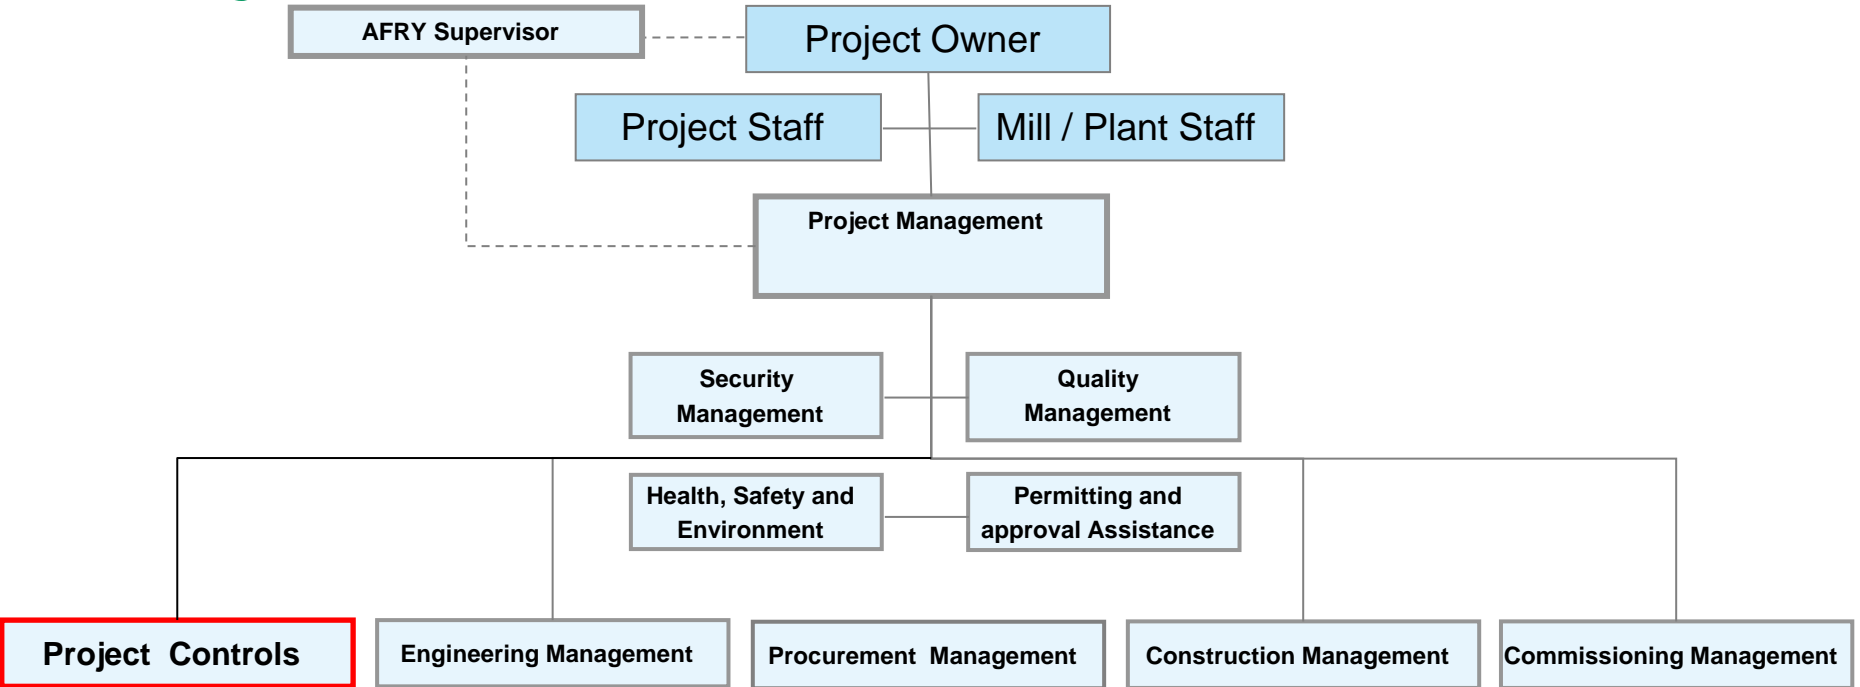 AFRY Supervisor
Project Owner
Project Staff
Mill / Plant Staff
Project Management
Security
Management
Quality
Management
Health, Safety and
Environment
Permitting and
approval Assistance
Project Controls
Engineering Management
Procurement Management
Construction Management
Commissioning Management